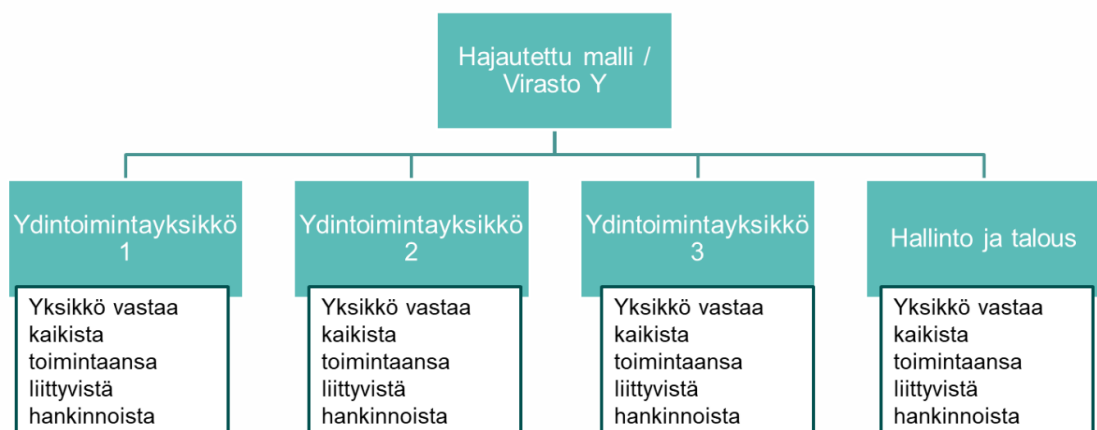 Hajautettu malli /
Virasto Y
Ydintoimintayksikkö
1
Ydintoimintayksikkö
2
Ydintoimintayksikkö
3
Hallinto ja talous
Yksikkö vastaa
kaikista
toimintaansa
liittyvistä
hankinnoista
Yksikkö vastaa
kaikista
toimintaansa
liittyvistä
hankinnoista
Yksikkö vastaa
kaikista
toimintaansa
liittyvistä
hankinnoista
Yksikkö vastaa
kaikista
toimintaansa
liittyvistä
hankinnoista